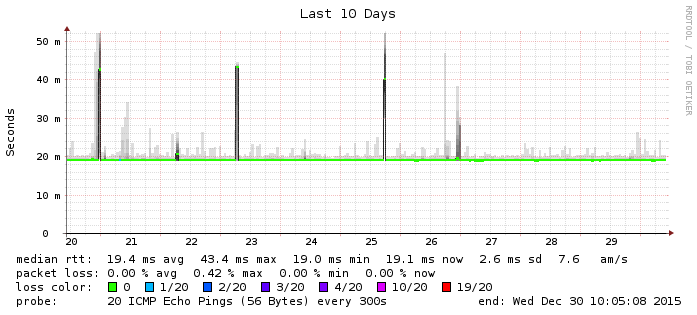 Last 10 Days
RRDTOOL / TOBI OETIKER
Seconds
50 m
40 m
30 m
20 m
10 m
0
20 21 22 23 24 25 26 27 28 29
median rtt: 19.4 ms avg 43.4 ms max 19.0 ms min 19.1 ms now 2.6 ms sd 7.6 am/s
packet loss: 0.00 % avg 0.42 % max 0.00 % min 0.00 % now
loss color: 0 1/20 2/20 3/20 4/20 10/20 19/20
probe: 20 ICMP Echo Pings (56 Bytes) every 300s end: Wed Dec 30 10:05:08 2015